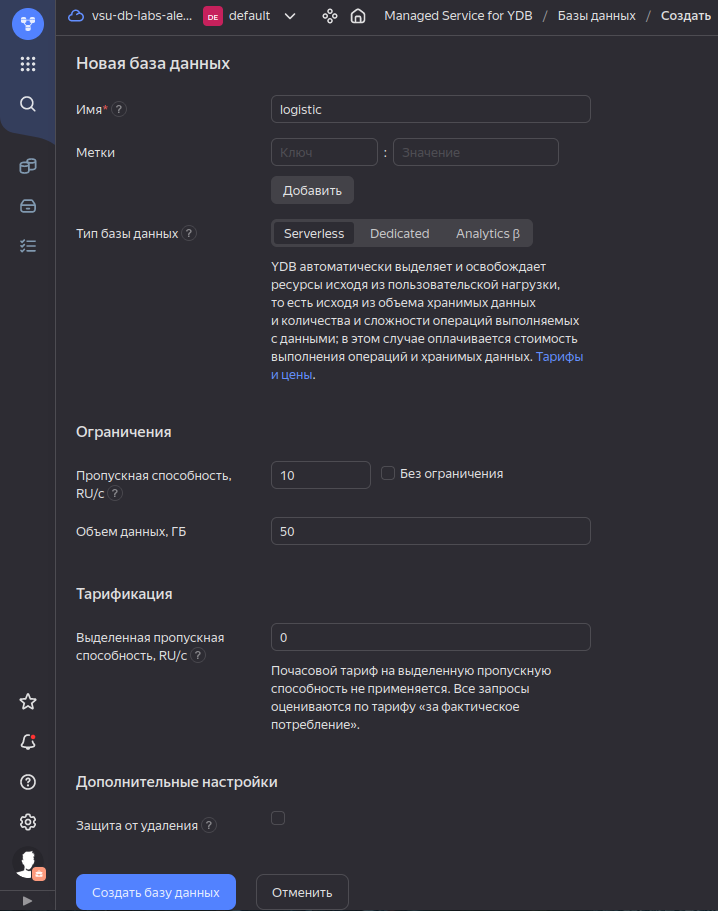 vsu-db-labs-ale... DE default Managed Service for YDB / Базы данных / Создать
Новая база данных
Имя* ? logistic
Метки Ключ : Значение
Добавить
Тип базы данных ? Serverless Dedicated Analytics β
YDB автоматически выделяет и освобождает
ресурсы исходя из пользовательской нагрузки,
то есть исходя из объема хранимых данных
и количества и сложности операций выполняемых
с данными; в этом случае оплачивается стоимость
выполнения операций и хранимых данных. Тарифы
и цены.
Ограничения
Пропускная способность,
RU/с ? 10 Без ограничения
Объем данных, ГБ 50
Тарификация
Выделенная пропускная
способность, RU/с ? 0
Почасовой тариф на выделенную пропускную
способность не применяется. Все запросы
оцениваются по тарифу «за фактическое
потребление».
Дополнительные настройки
Защита от удаления ?
Создать базу данных Отменить